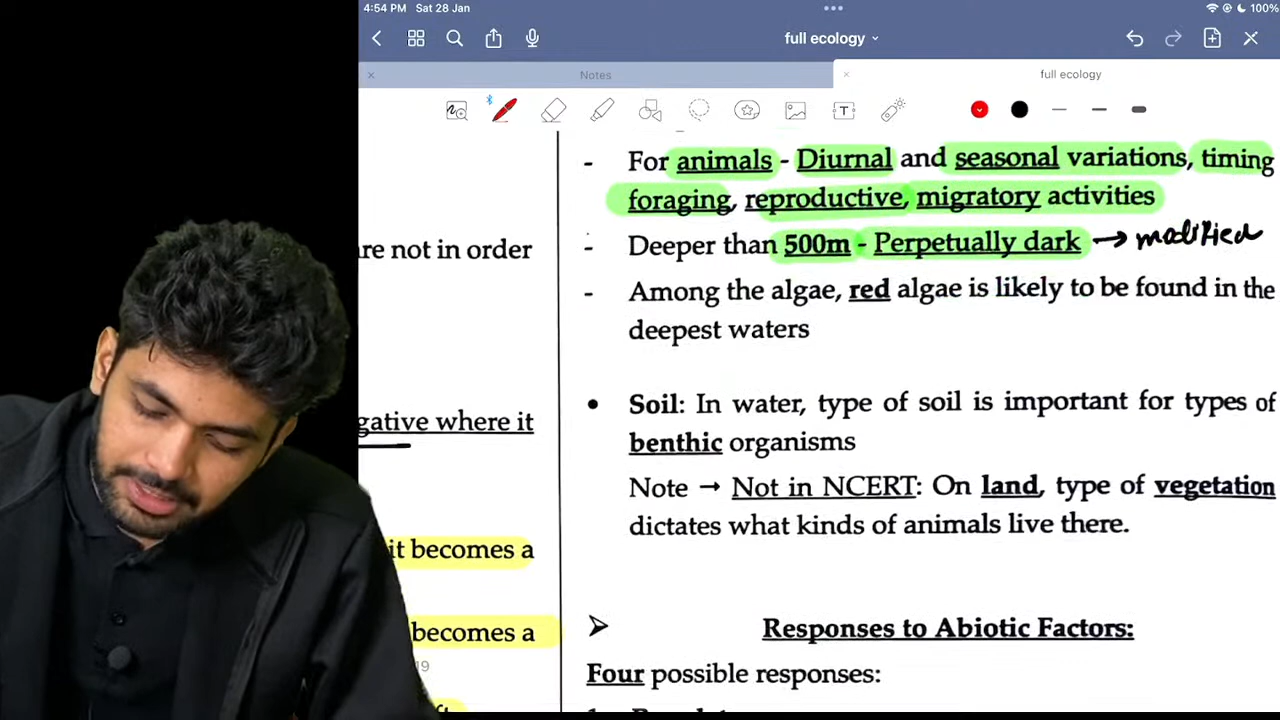 4:54 PM Sat 28 Jan
100%
full ecology
Notes
full ecology
T
- For animals - Diurnal and seasonal variations, timing
foraging, reproductive, migratory activities
- Deeper than 500m - Perpetually dark → modified
- Among the algae, red algae is likely to be found in the
deepest waters
• Soil: In water, type of soil is important for types of
benthic organisms
Note → Not in NCERT: On land, type of vegetation
dictates what kinds of animals live there.
➢ Responses to Abiotic Factors:
Four possible responses:
are not in order
gative where it
it becomes a
becomes a
19